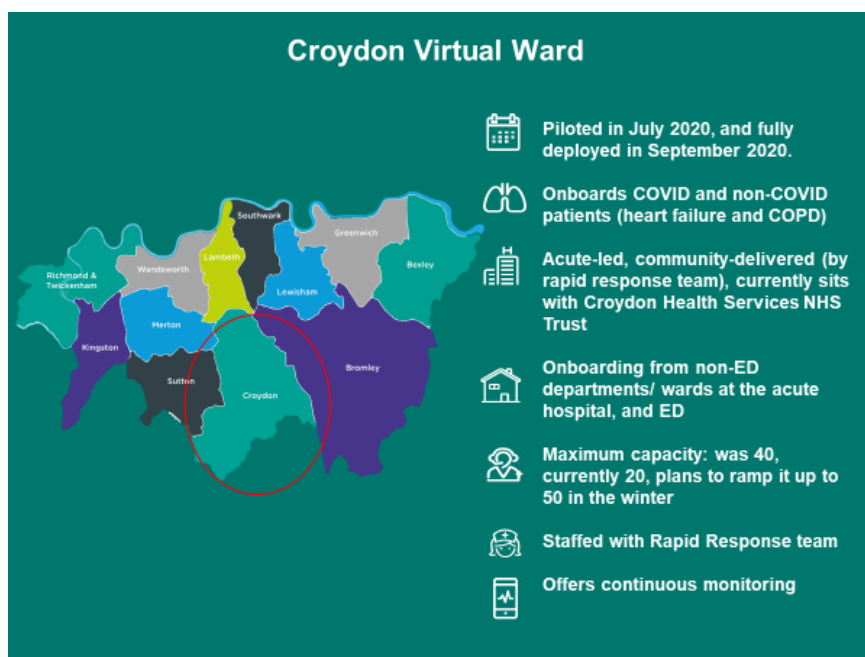 Croydon Virtual Ward
Piloted in July 2020, and fully
deployed in September 2020.
Onboards COVID and non-COVID
patients (heart failure and COPD)
Acute-led, community-delivered (by
rapid response team), currently sits
with Croydon Health Services NHS
Trust
Onboarding from non-ED
departments/ wards at the acute
hospital, and ED
Maximum capacity: was 40,
currently 20, plans to ramp it up to
50 in the winter
Staffed with Rapid Response team
Offers continuous monitoring
Southwark
Greenwich
Lambeth
Wandsworth
Bexley
Richmond &
Twickenham
Lewisham
Merton
Kingston
Bromley
Sutton
Croydon
H